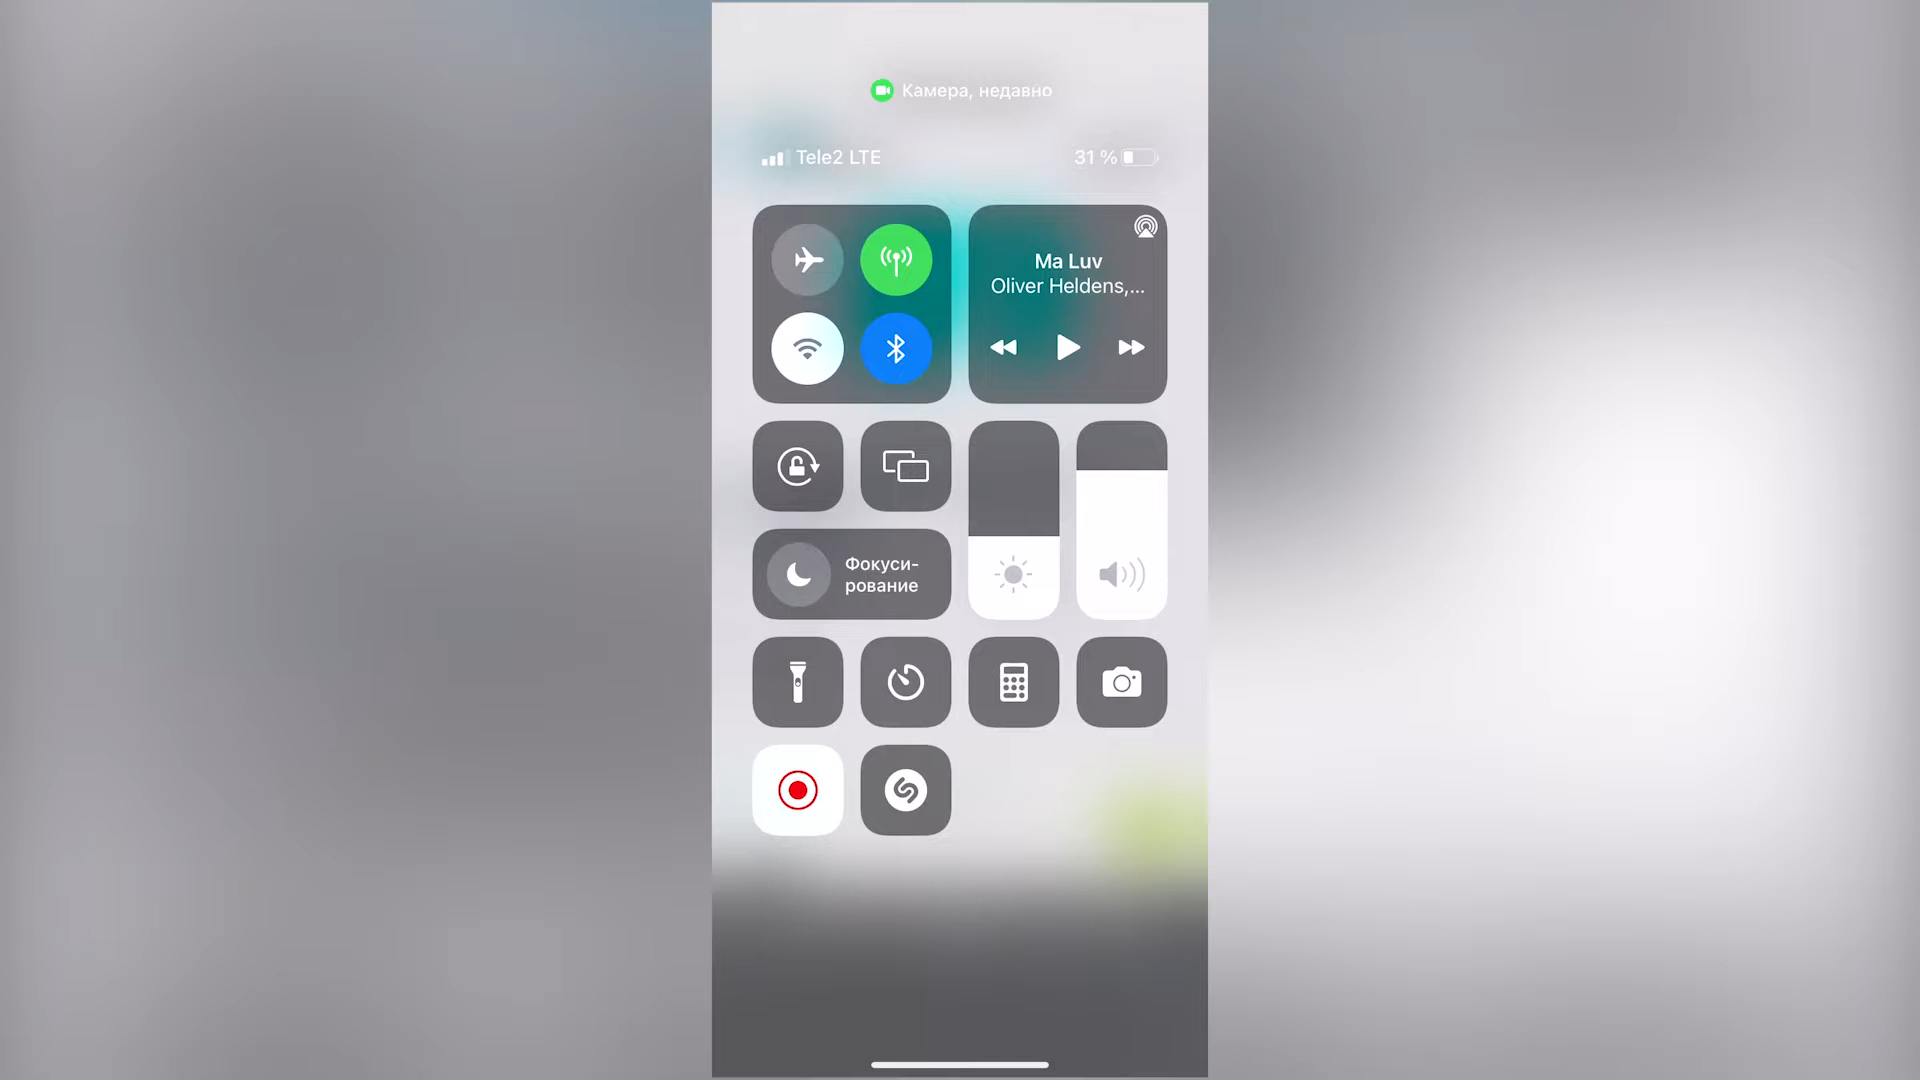 Камера, недавно
Tele2 LTE
31 %
Ma Luv
Oliver Heldens,...
Фокуси-
рование